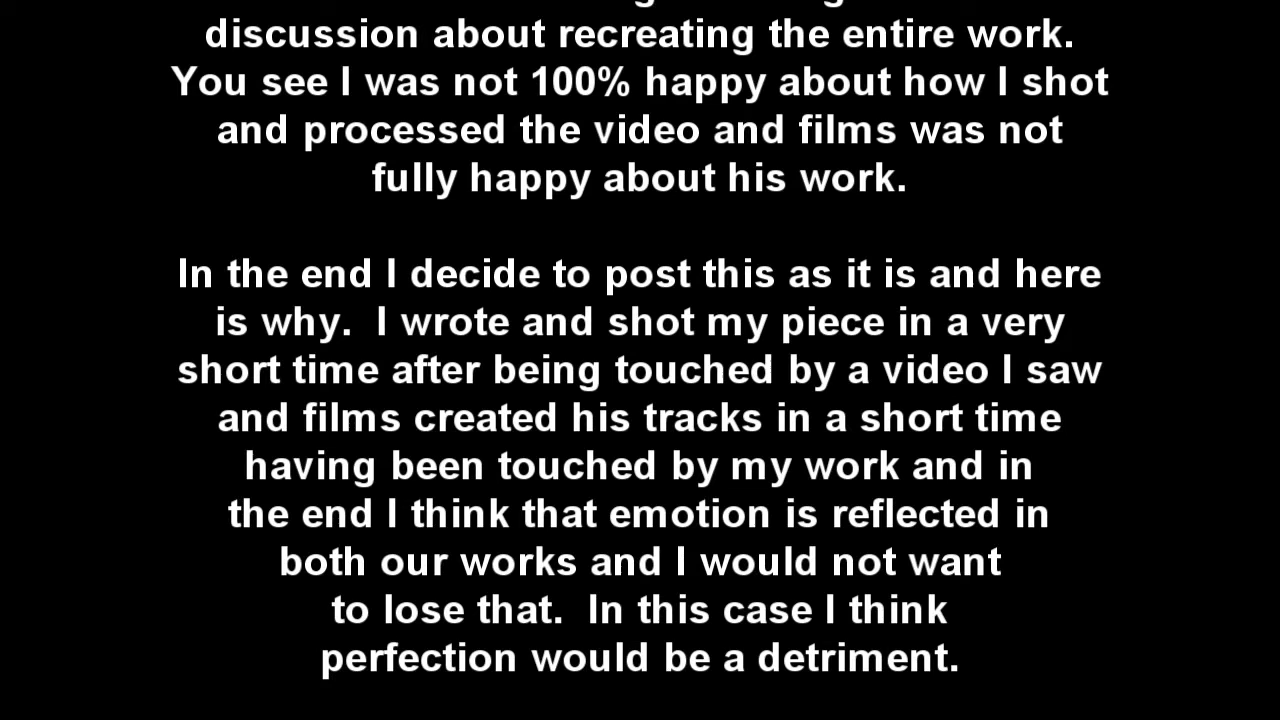 discussion about recreating the entire work.
You see I was not 100% happy about how I shot
and processed the video and films was not
fully happy about his work.
In the end I decide to post this as it is and here
is why.  I wrote and shot my piece in a very
short time after being touched by a video I saw
and films created his tracks in a short time
having been touched by my work and in
the end I think that emotion is reflected in
both our works and I would not want
to lose that.  In this case I think
perfection would be a detriment.